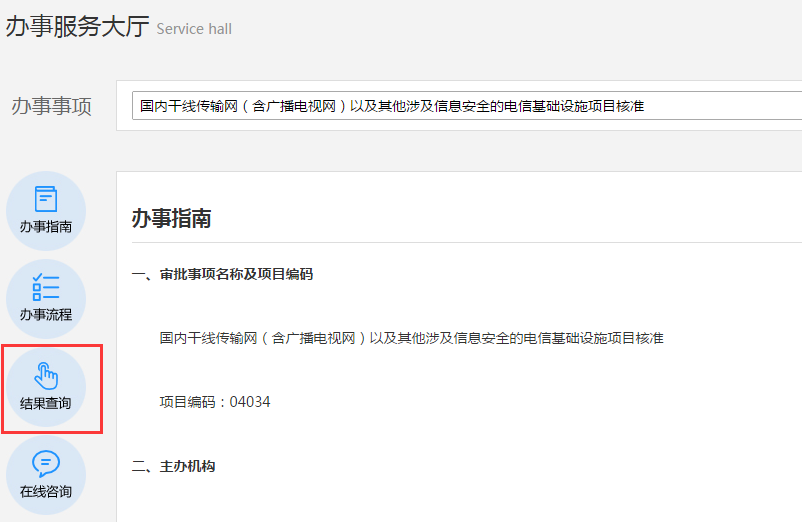 办事服务大厅 Service hall
办事事项
国内干线传输网（含广播电视网）以及其他涉及信息安全的电信基础设施项目核准
办事指南
办事流程
结果查询
在线咨询
办事指南
一、审批事项名称及项目编码
国内干线传输网（含广播电视网）以及其他涉及信息安全的电信基础设施项目核准
项目编码：04034
二、主办机构